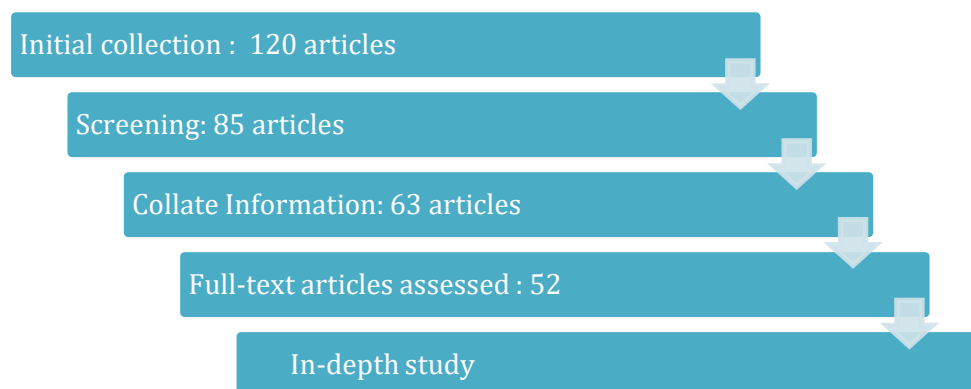 Initial collection :  120 articles
Screening: 85 articles
Collate Information: 63 articles
Full-text articles assessed : 52
In-depth study